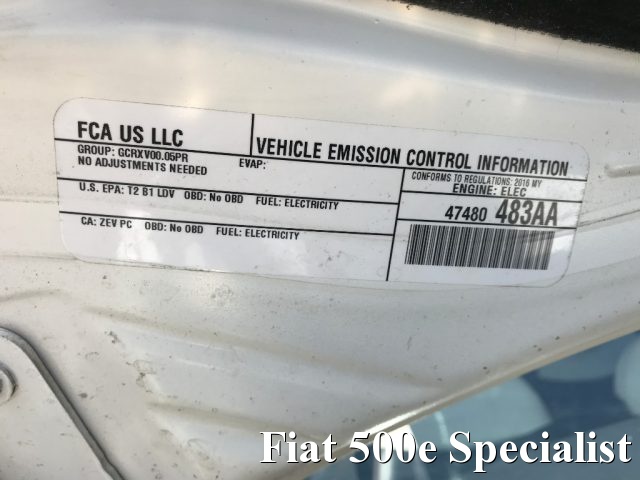 FCA US LLC
GROUP: GCRXV00.05PR
NO ADJUSTMENTS NEEDED
EVAP:
VEHICLE EMISSION CONTROL INFORMATION
CONFORMS TO REGULATIONS: 2016 MY
ENGINE: ELEC
U.S. EPA: T2 B1 LDV OBD: No OBD FUEL: ELECTRICITY
47480 483AA
CA: ZEV PC OBD: No OBD FUEL: ELECTRICITY
Fiat 500e Specialist